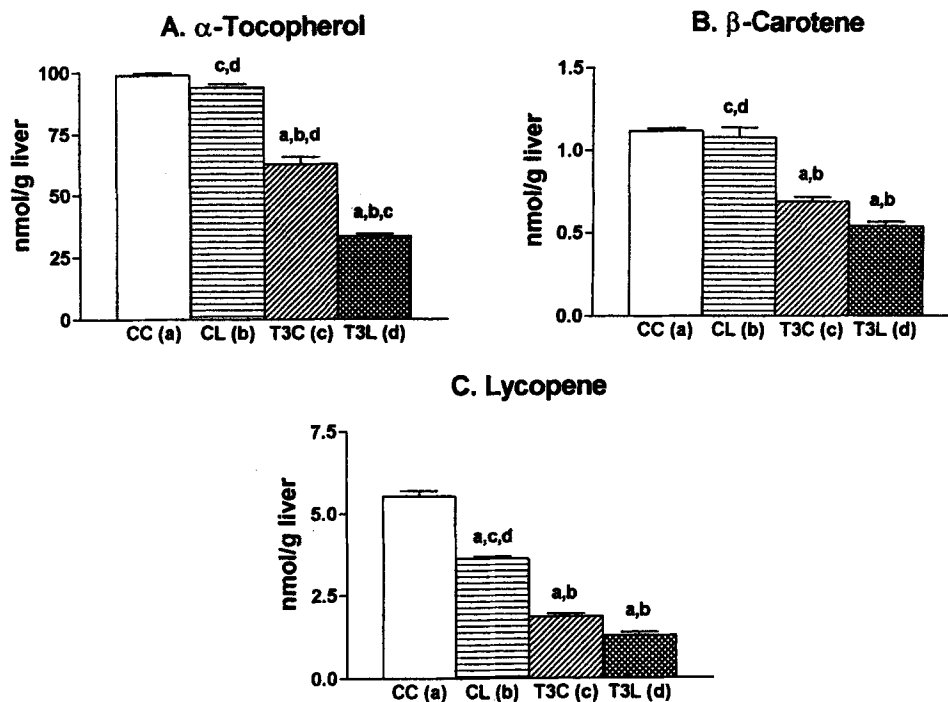 A. α-Tocopherol
nmol/g liver
100
75
50
25
0
c,d
a,b,d
a,b,c
CC (a) CL (b) T3C (c) T3L (d)
B. β-Carotene
nmol/g liver
1.5
1.0
0.5
0.0
c,d
a,b
a,b
CC (a) CL (b) T3C (c) T3L (d)
C. Lycopene
nmol/g liver
7.5
5.0
2.5
0.0
a,c,d
a,b
a,b
CC (a) CL (b) T3C (c) T3L (d)